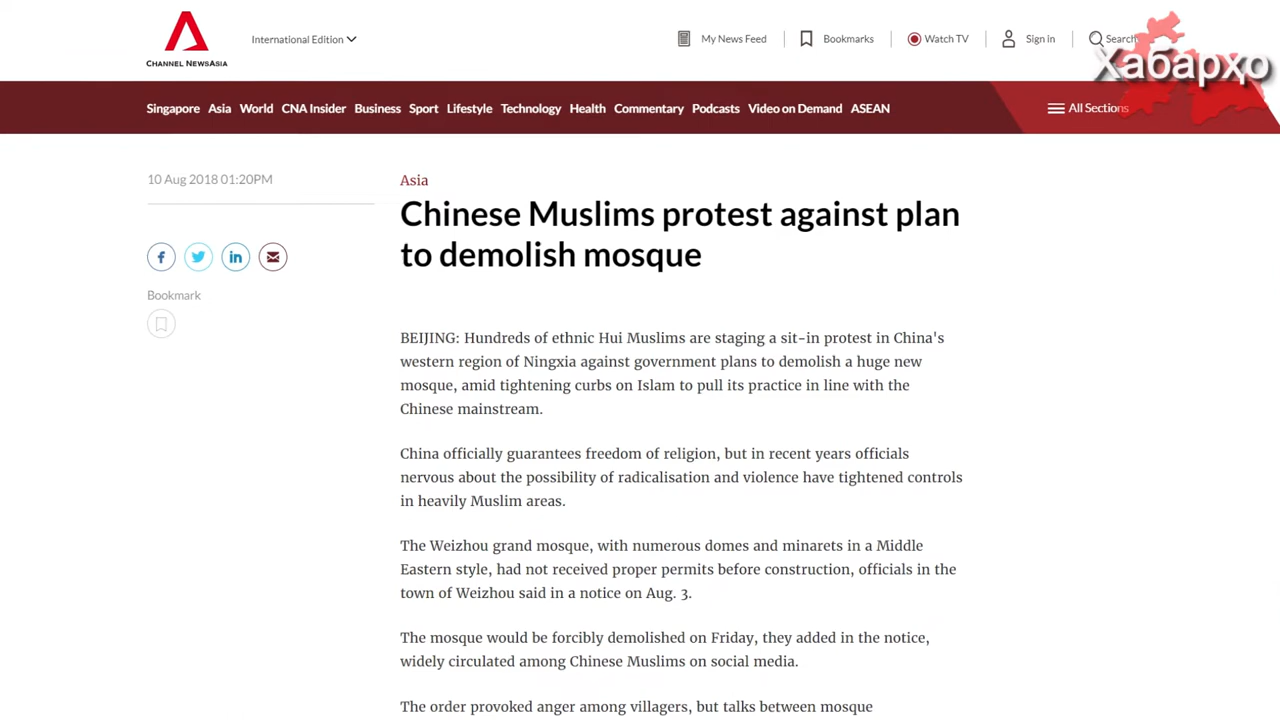 CHANNEL NEWSASIA
International Edition
My News Feed
Bookmarks
Watch TV
Sign in
Search
Хабарҳо
Singapore Asia World CNA Insider Business Sport Lifestyle Technology Health Commentary Podcasts Video on Demand ASEAN
All Sections
10 Aug 2018 01:20PM
Bookmark
Asia
Chinese Muslims protest against plan
to demolish mosque
BEIJING: Hundreds of ethnic Hui Muslims are staging a sit-in protest in China's
western region of Ningxia against government plans to demolish a huge new
mosque, amid tightening curbs on Islam to pull its practice in line with the
Chinese mainstream.
China officially guarantees freedom of religion, but in recent years officials
nervous about the possibility of radicalisation and violence have tightened controls
in heavily Muslim areas.
The Weizhou grand mosque, with numerous domes and minarets in a Middle
Eastern style, had not received proper permits before construction, officials in the
town of Weizhou said in a notice on Aug. 3.
The mosque would be forcibly demolished on Friday, they added in the notice,
widely circulated among Chinese Muslims on social media.
The order provoked anger among villagers, but talks between mosque